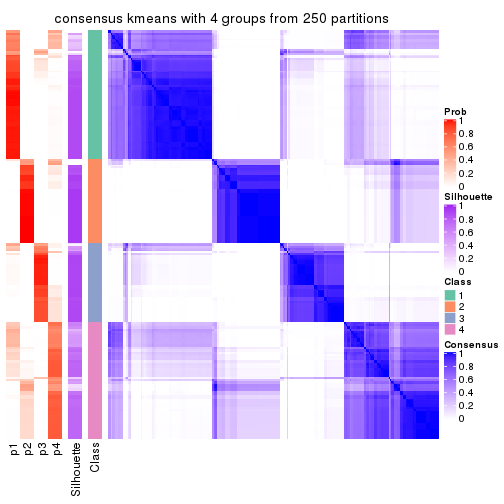 consensus kmeans with 4 groups from 250 partitions
Prob
1
0.8
0.6
0.4
0.2
0
Silhouette
1
0.8
0.6
0.4
0.2
0
Class
1
2
3
4
Consensus
1
0.8
0.6
0.4
0.2
0
p1
p2
p3
p4
Silhouette
Class